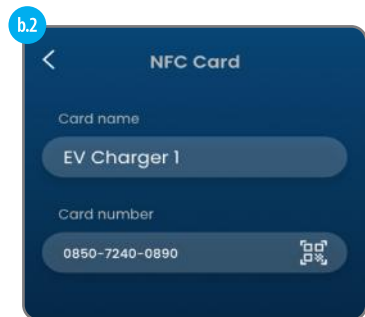 b.2
NFC Card
Card name
EV Charger 1
Card number
0850-7240-0890